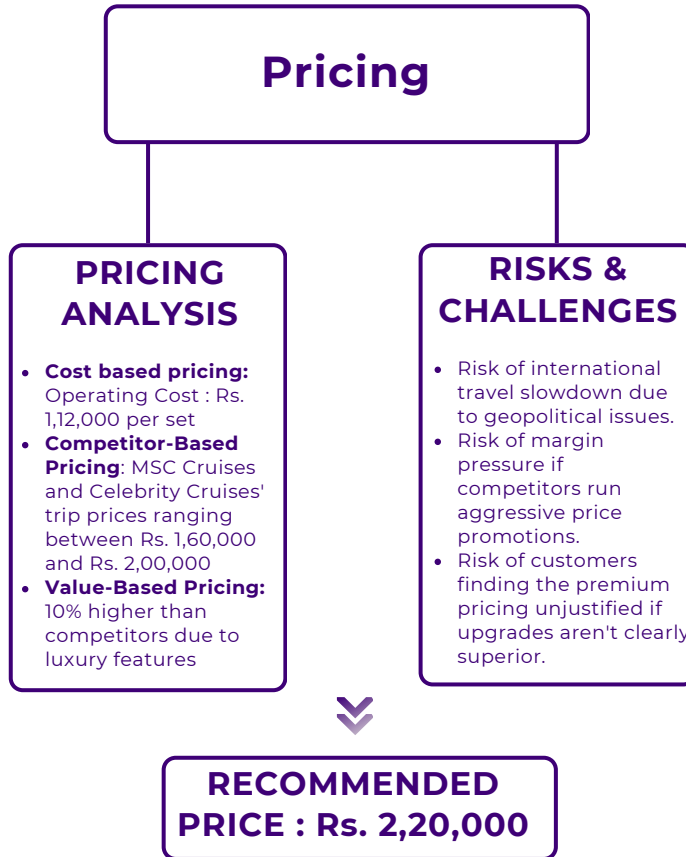 Pricing
PRICING
ANALYSIS
• Cost based pricing:
Operating Cost : Rs.
1,12,000 per set
• Competitor-Based
Pricing: MSC Cruises
and Celebrity Cruises'
trip prices ranging
between Rs. 1,60,000
and Rs. 2,00,000
• Value-Based Pricing:
10% higher than
competitors due to
luxury features
RISKS &
CHALLENGES
• Risk of international
travel slowdown due
to geopolitical issues.
• Risk of margin
pressure if
competitors run
aggressive price
promotions.
• Risk of customers
finding the premium
pricing unjustified if
upgrades aren't clearly
superior.
RECOMMENDED
PRICE : Rs. 2,20,000